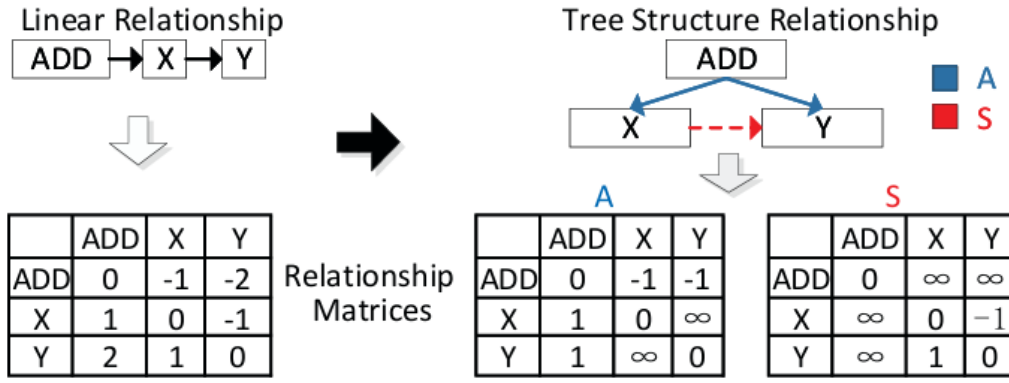 Linear Relationship
ADD X Y
Tree Structure Relationship
ADD
X Y
A
S
Relationship
Matrices
ADD X Y
ADD 0 -1 -2
X 1 0 -1
Y 2 1 0
A
ADD X Y
ADD 0 -1 -1
X 1 0 ∞
Y 1 ∞ 0
S
ADD X Y
ADD 0 ∞ ∞
X ∞ 0 -1
Y ∞ 1 0